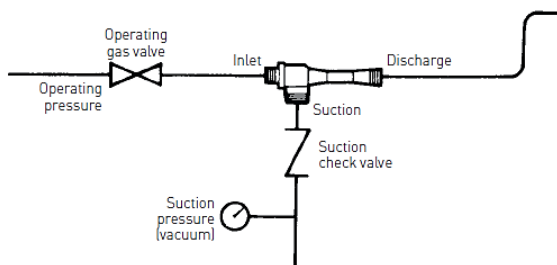 Operating
gas valve
Inlet
Discharge
Operating
pressure
Suction
Suction
check valve
Suction
pressure
(vacuum)